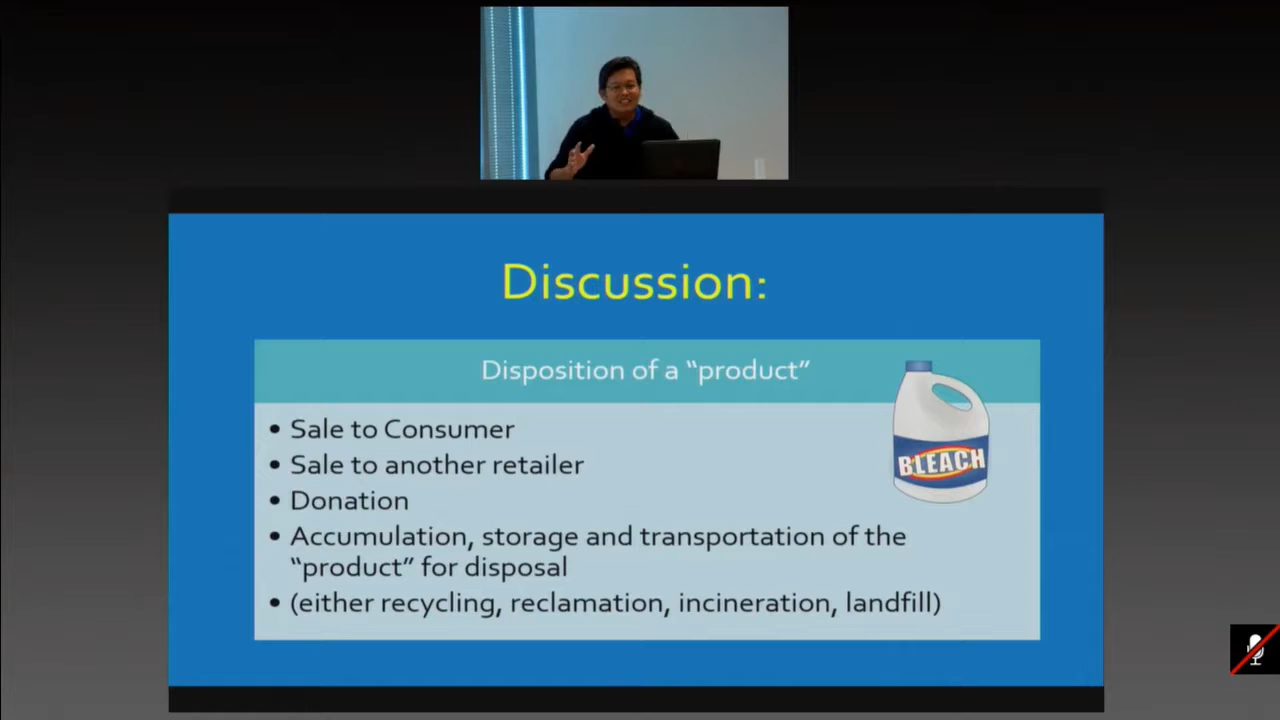 Discussion:
Disposition of a “product”
• Sale to Consumer
• Sale to another retailer
• Donation
• Accumulation, storage and transportation of the
“product” for disposal
• (either recycling, reclamation, incineration, landfill)
BLEACH